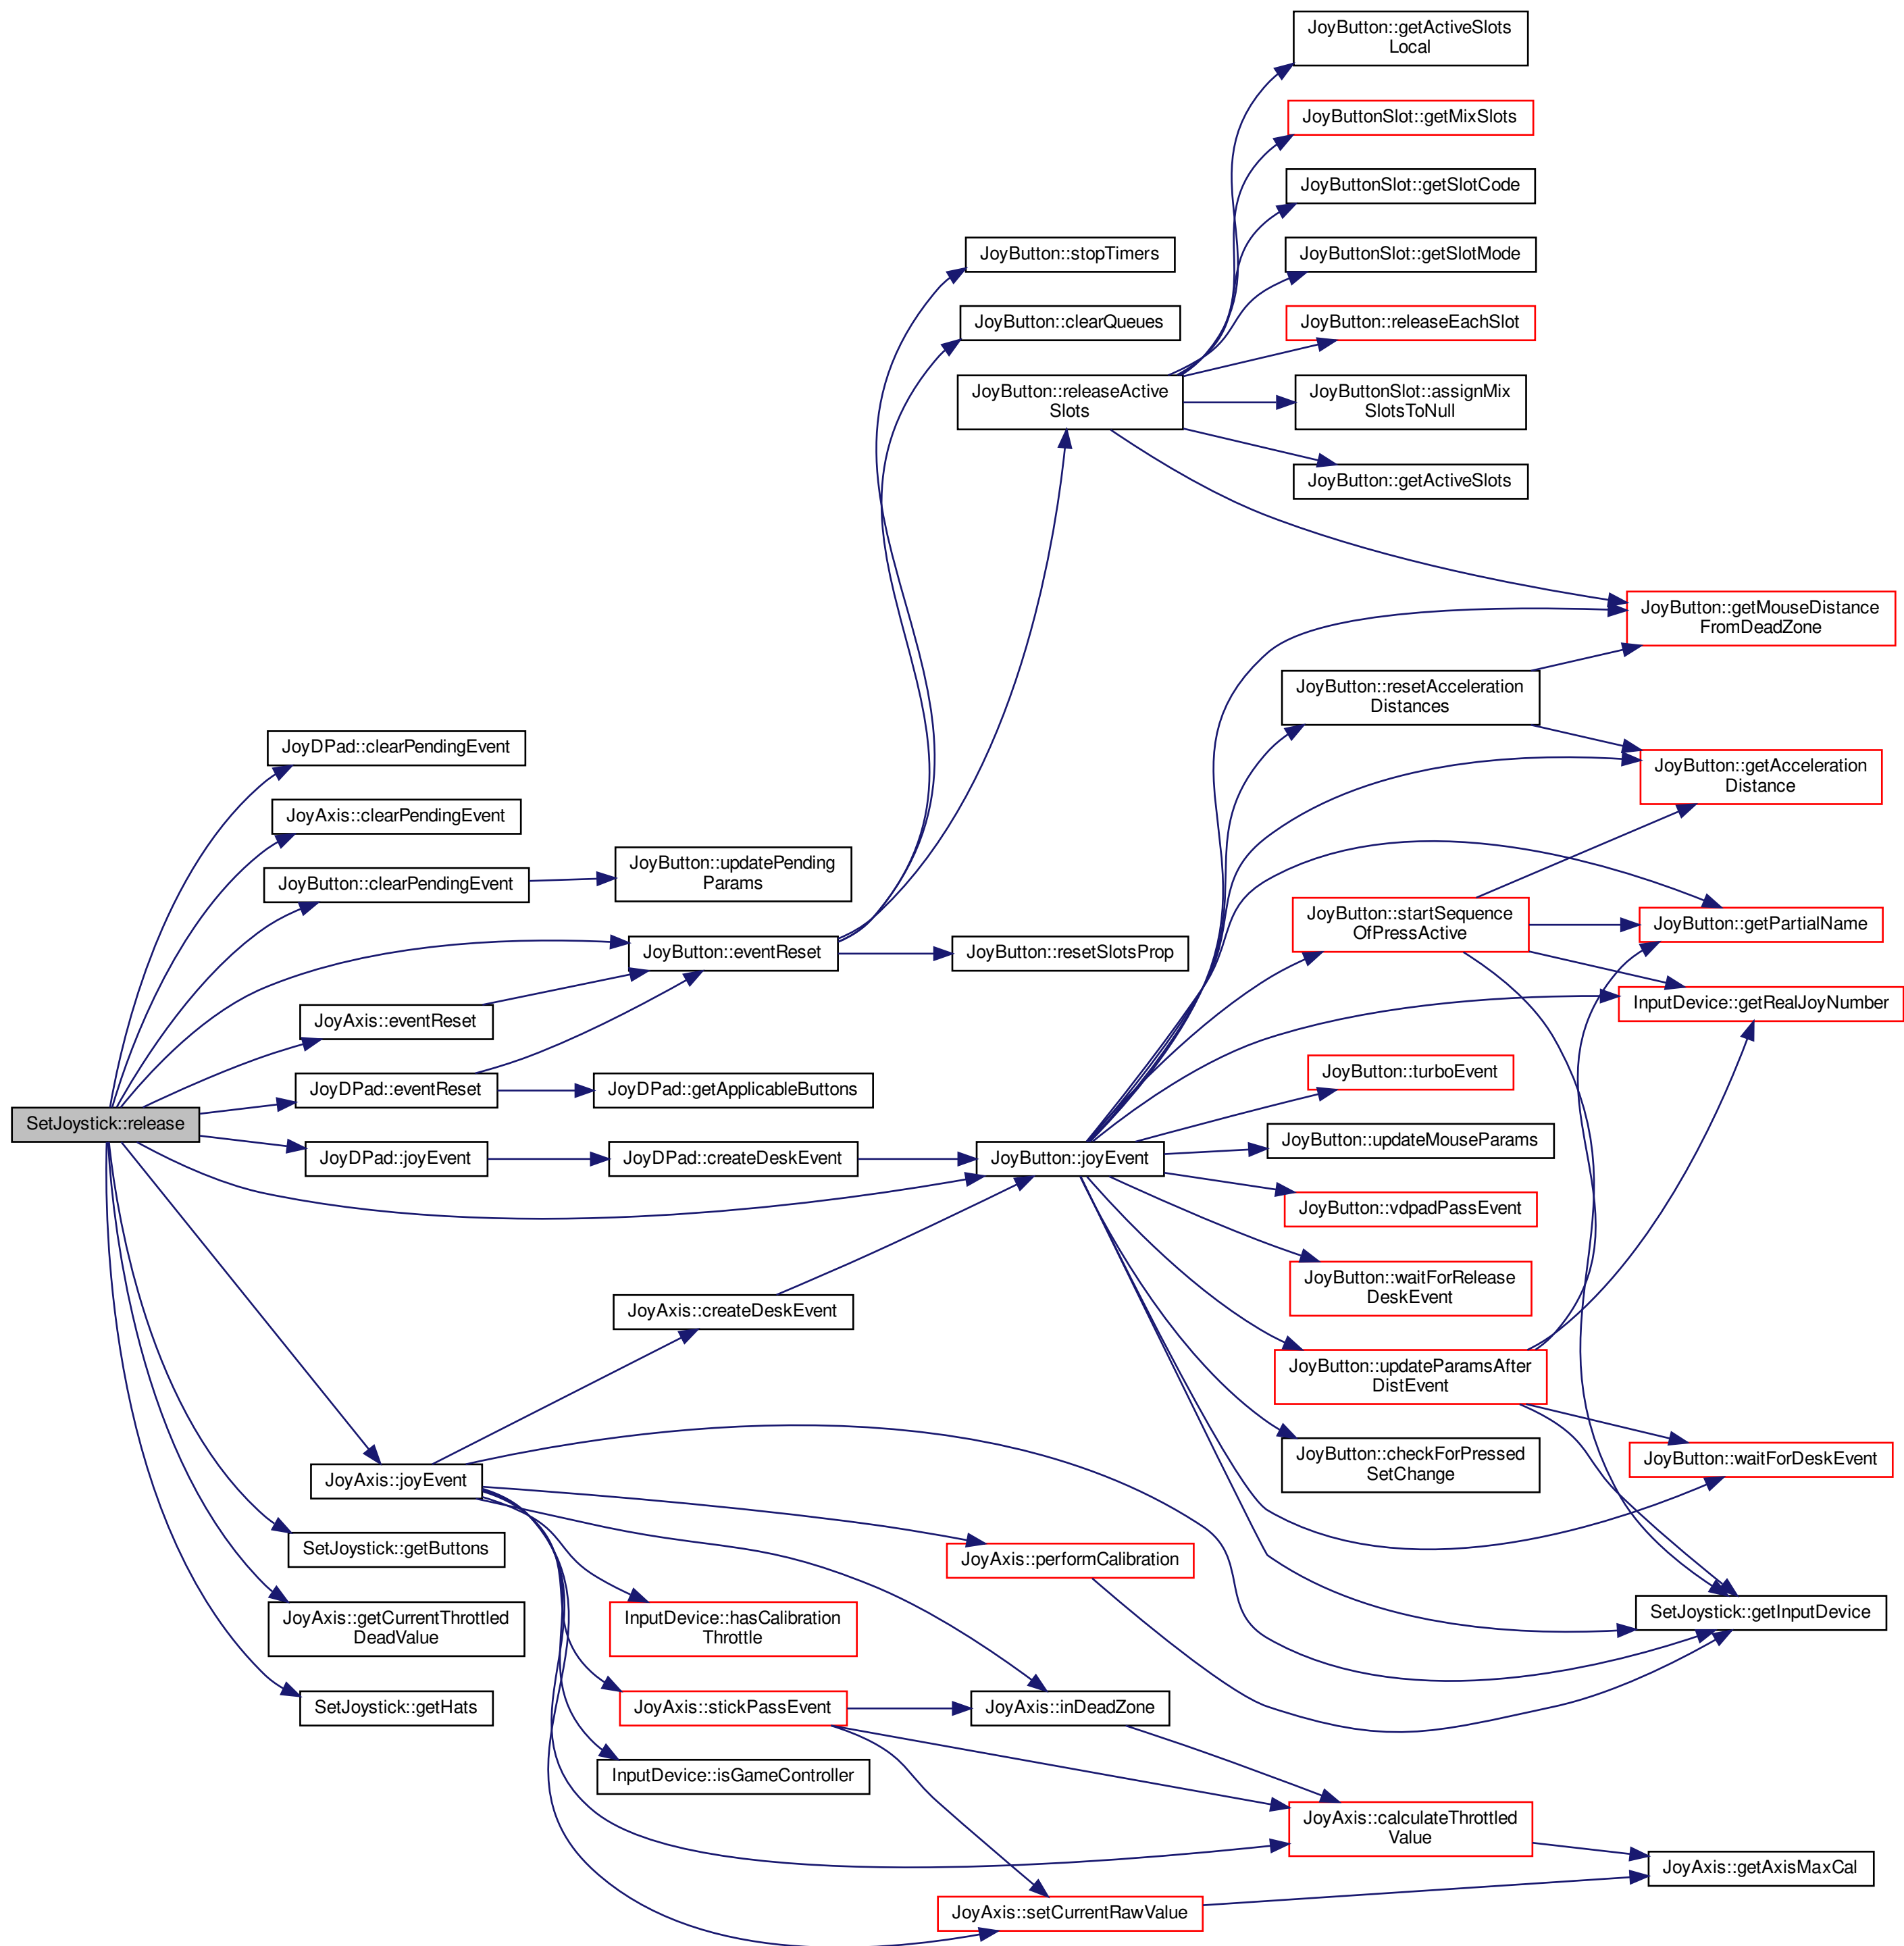 JoyButton::getActiveSlots
Local
JoyButtonSlot::getMixSlots
JoyButtonSlot::getSlotCode
JoyButton::stopTimers
JoyButtonSlot::getSlotMode
JoyButton::clearQueues
JoyButton::releaseEachSlot
JoyButton::releaseActive
Slots
JoyButtonSlot::assignMix
SlotsToNull
JoyButton::getActiveSlots
JoyButton::getMouseDistance
FromDeadZone
JoyButton::resetAcceleration
Distances
JoyDPad::clearPendingEvent
JoyButton::getAcceleration
Distance
JoyAxis::clearPendingEvent
JoyButton::updatePending
Params
JoyButton::clearPendingEvent
JoyButton::startSequence
OfPressActive
JoyButton::getPartialName
JoyButton::eventReset
JoyButton::resetSlotsProp
InputDevice::getRealJoyNumber
JoyAxis::eventReset
JoyButton::turboEvent
JoyDPad::eventReset
JoyDPad::getApplicableButtons
SetJoystick::release
JoyButton::updateMouseParams
JoyDPad::joyEvent
JoyDPad::createDeskEvent
JoyButton::joyEvent
JoyButton::vdpadPassEvent
JoyButton::waitForRelease
DeskEvent
JoyAxis::createDeskEvent
JoyButton::updateParamsAfter
DistEvent
JoyButton::checkForPressed
SetChange
JoyButton::waitForDeskEvent
JoyAxis::joyEvent
SetJoystick::getButtons
JoyAxis::performCalibration
JoyAxis::getCurrentThrottled
DeadValue
InputDevice::hasCalibration
Throttle
SetJoystick::getInputDevice
SetJoystick::getHats
JoyAxis::stickPassEvent
JoyAxis::inDeadZone
InputDevice::isGameController
JoyAxis::calculateThrottled
Value
JoyAxis::getAxisMaxCal
JoyAxis::setCurrentRawValue